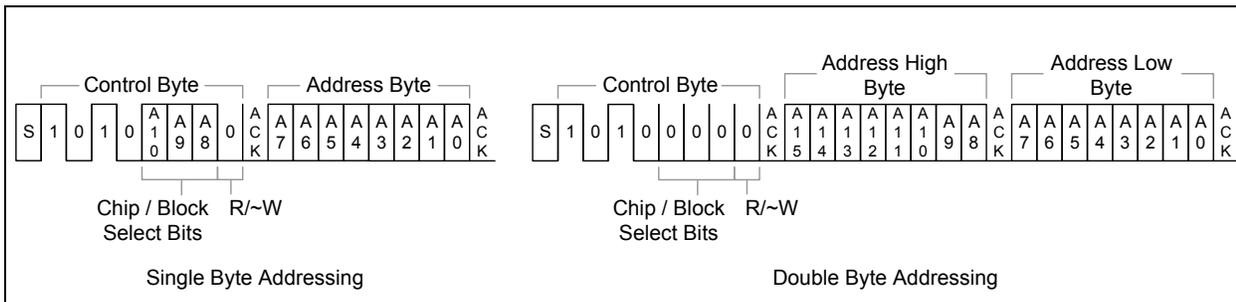 Control Byte
Address Byte
S 1 0 1 0 A10 A9 A8 0 ACK A7 A6 A5 A4 A3 A2 A1 A0 ACK
Chip / Block
Select Bits
R/~W
Single Byte Addressing
Control Byte
Address High
Byte
Address Low
Byte
S 1 0 1 0 0 0 0 0 ACK A15 A14 A13 A12 A11 A10 A9 A8 ACK A7 A6 A5 A4 A3 A2 A1 A0 ACK
Chip / Block
Select Bits
R/~W
Double Byte Addressing